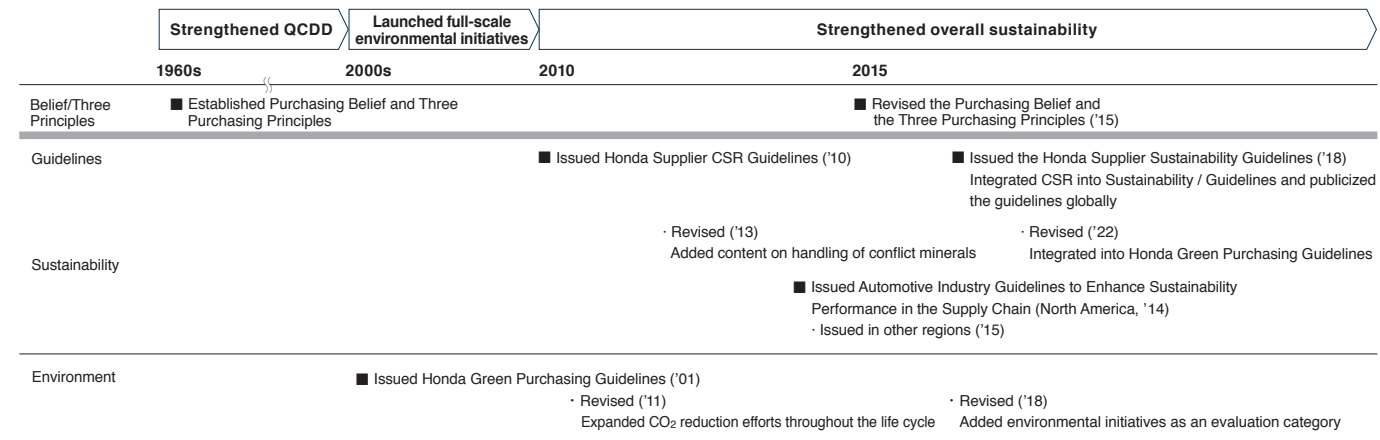 Strengthened QCDD
Launched full-scale
environmental initiatives
Strengthened overall sustainability
1960s
2000s
2010
2015
Belief/Three
Principles
■ Established Purchasing Belief and Three
Purchasing Principles
■ Revised the Purchasing Belief and
the Three Purchasing Principles ('15)
Guidelines
■ Issued Honda Supplier CSR Guidelines ('10)
■ Issued the Honda Supplier Sustainability Guidelines ('18)
Integrated CSR into Sustainability / Guidelines and publicized
the guidelines globally
· Revised ('13)
Added content on handling of conflict minerals
· Revised ('22)
Integrated into Honda Green Purchasing Guidelines
Sustainability
■ Issued Automotive Industry Guidelines to Enhance Sustainability
Performance in the Supply Chain (North America, '14)
· Issued in other regions ('15)
Environment
■ Issued Honda Green Purchasing Guidelines ('01)
· Revised ('11)
Expanded CO₂ reduction efforts throughout the life cycle
· Revised ('18)
Added environmental initiatives as an evaluation category